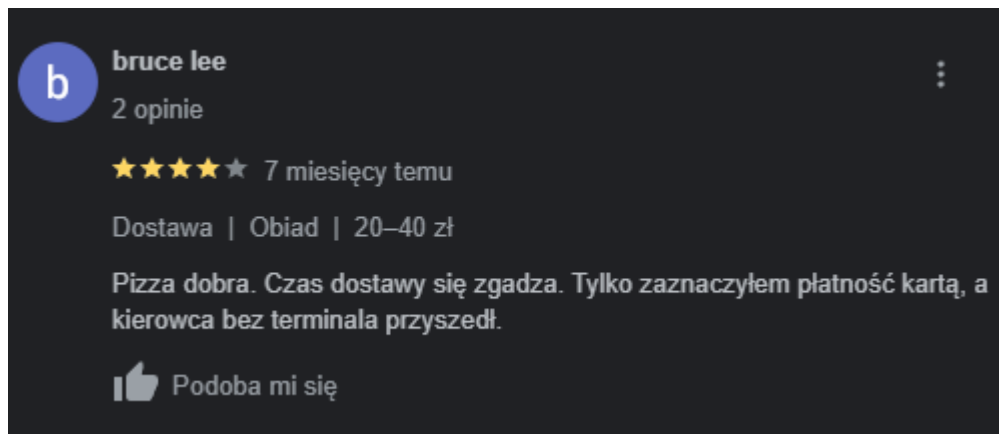 b
bruce lee
2 opinie
7 miesięcy temu
Dostawa | Obiad | 20–40 zł
Pizza dobra. Czas dostawy się zgadza. Tylko zaznaczyłem płatność kartą, a
kierowca bez terminala przyszedł.
Podoba mi się